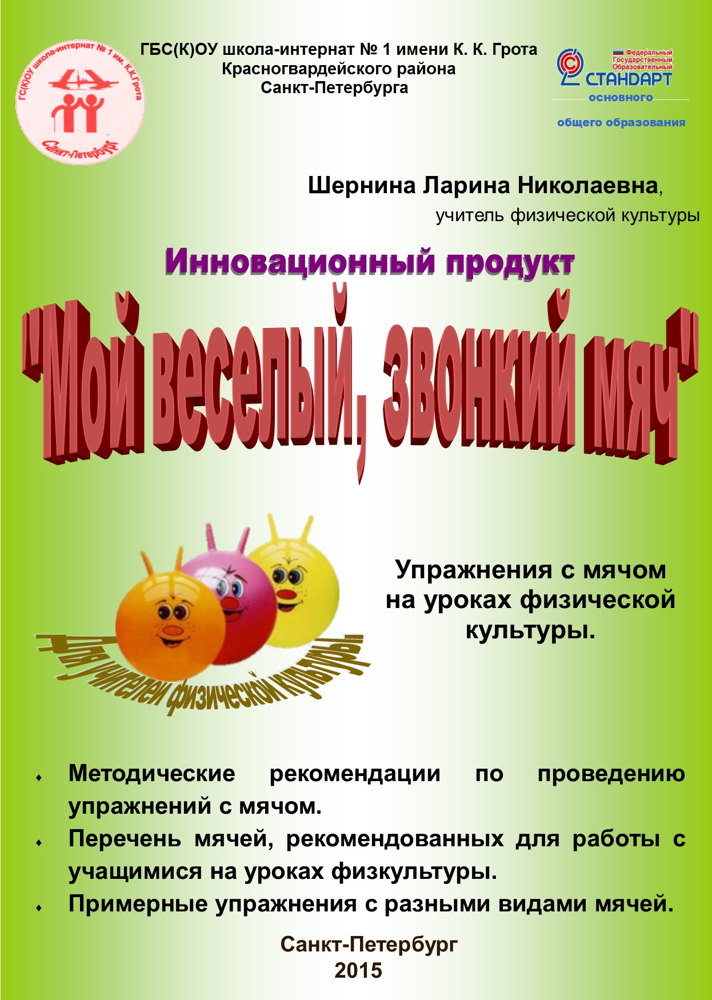 ГС(К)ОУ школа-интернат № 1 им. К.К.Грота
Санкт-Петербург
ГБС(К)ОУ школа-интернат № 1 имени К. К. Грота
Красногвардейского района
Санкт-Петербурга
Федеральный
Государственный
Образовательный
СТАНДАРТ
основного
общего образования
Шернина Ларина Николаевна,
учитель физической культуры
Инновационный продукт
"Мой веселый, звонкий мяч"
Упражнения с мячом
на уроках физической
культуры.
Для учителей физической культуры
♦ Методические рекомендации по проведению
упражнений с мячом.
♦ Перечень мячей, рекомендованных для работы с
учащимися на уроках физкультуры.
♦ Примерные упражнения с разными видами мячей.
Санкт-Петербург
2015